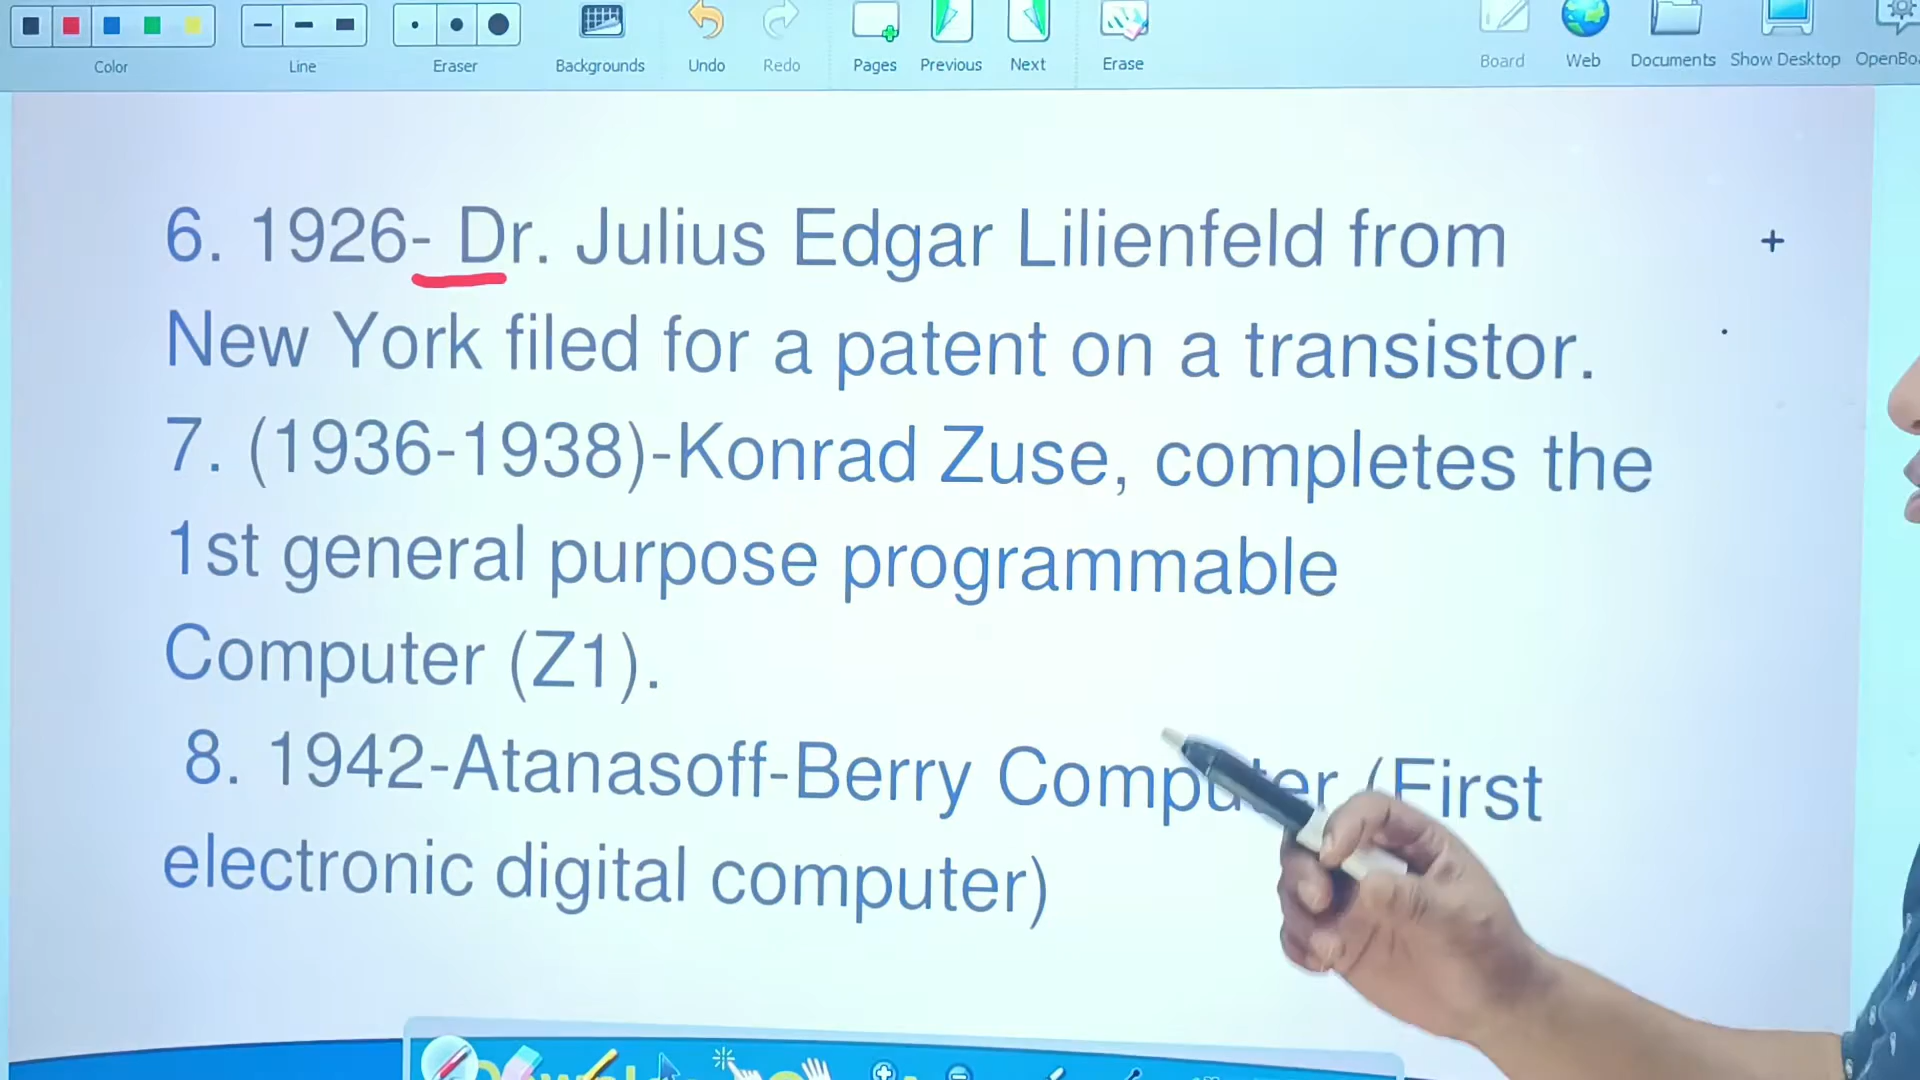 Color
Line
Eraser
Backgrounds
Undo
Redo
Pages
Previous
Next
Erase
Board
Web
Documents
Show Desktop
OpenBoa
6. 1926- Dr. Julius Edgar Lilienfeld from
New York filed for a patent on a transistor.
7. (1936-1938)-Konrad Zuse, completes the
1st general purpose programmable
Computer (Z1).
8. 1942-Atanasoff-Berry Computer (First
electronic digital computer)